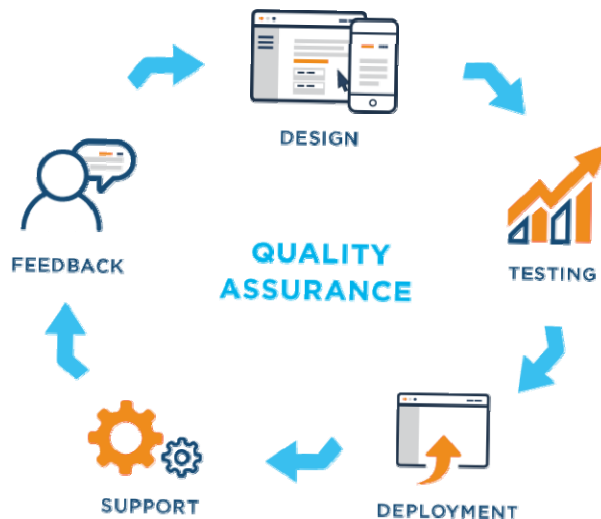 DESIGN
FEEDBACK
QUALITY
ASSURANCE
TESTING
SUPPORT
DEPLOYMENT